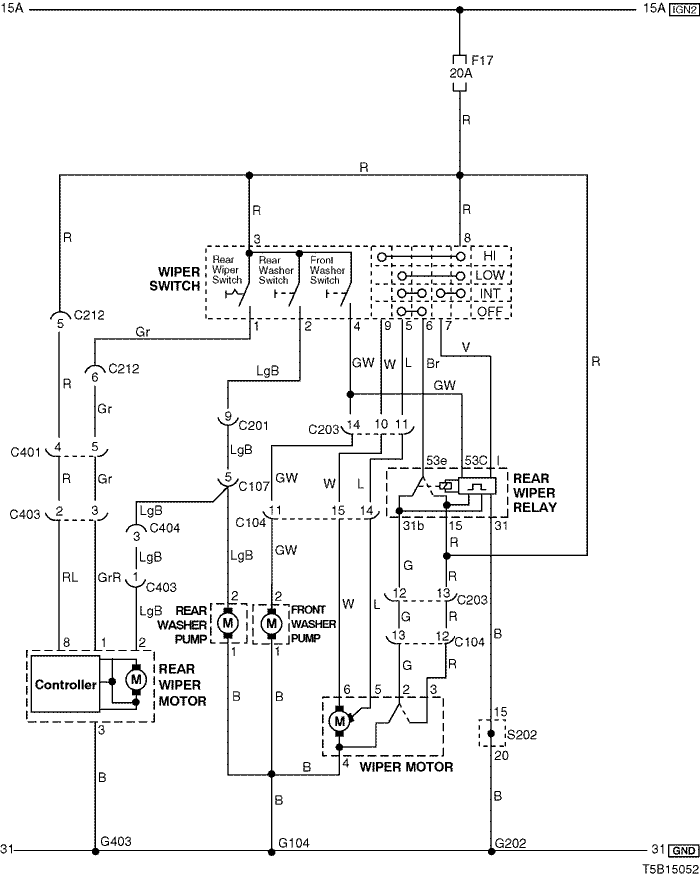 15A 15A IGN2
F17
20A
R
R
R R R
3 8
WIPER
SWITCH
Rear
Wiper
Switch
Rear
Washer
Switch
Front
Washer
Switch
HI
LOW
INT
OFF
1 2 4 9 5 6 7
5 C212
Gr
6 C212
GW W L Br V
R
LgB
GW
R Gr
9 C201
C203 14 10 11
C401 4 5
LgB
53e 53C I
R Gr
5 C107
GW W L
REAR
WIPER
RELAY
C403 2 3
LgB
3 C404
C104 11 15 14
31b 15 31
LgB
LgB GW
G R
1 C403
RL GrR
R
12 13 C203
LgB
W L
G R
B
2 2
REAR
WASHER
PUMP
M M
FRONT
WASHER
PUMP
13 12 C104
1 1
8 1 2
G R
Controller M
REAR
WIPER
MOTOR
B B
6 5 2 3
M
15
S202
20
3
4
WIPER MOTOR
B
B
B
B
31 G403 G104 G202 31 GND
T5B15052